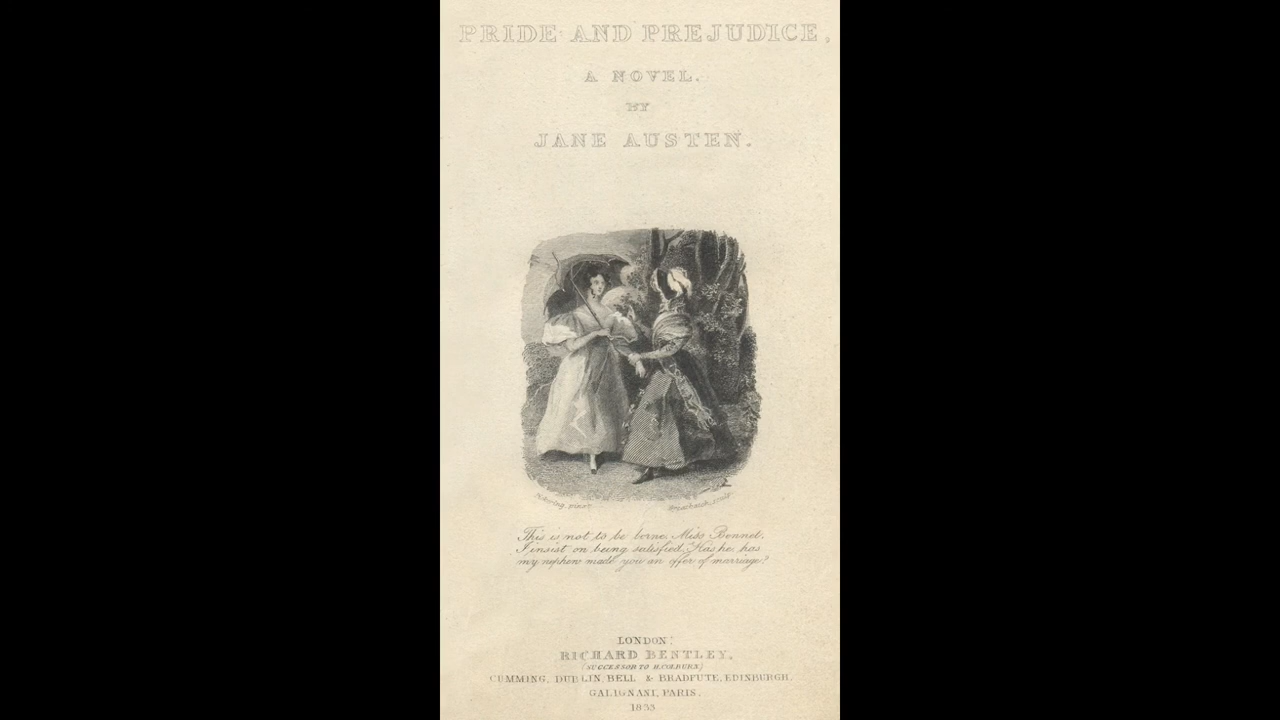 PRIDE AND PREJUDICE,
A NOVEL.
BY
JANE AUSTEN.
This is not to be borne, Miss Bennet.
I insist on being satisfied. Has he, has
my nephew made you an offer of marriage?
LONDON:
RICHARD BENTLEY,
(SUCCESSOR TO H. COLBURN)
CUMMING, DUBLIN, BELL & BRADFUTE, EDINBURGH.
GALIGNANI, PARIS.
1833